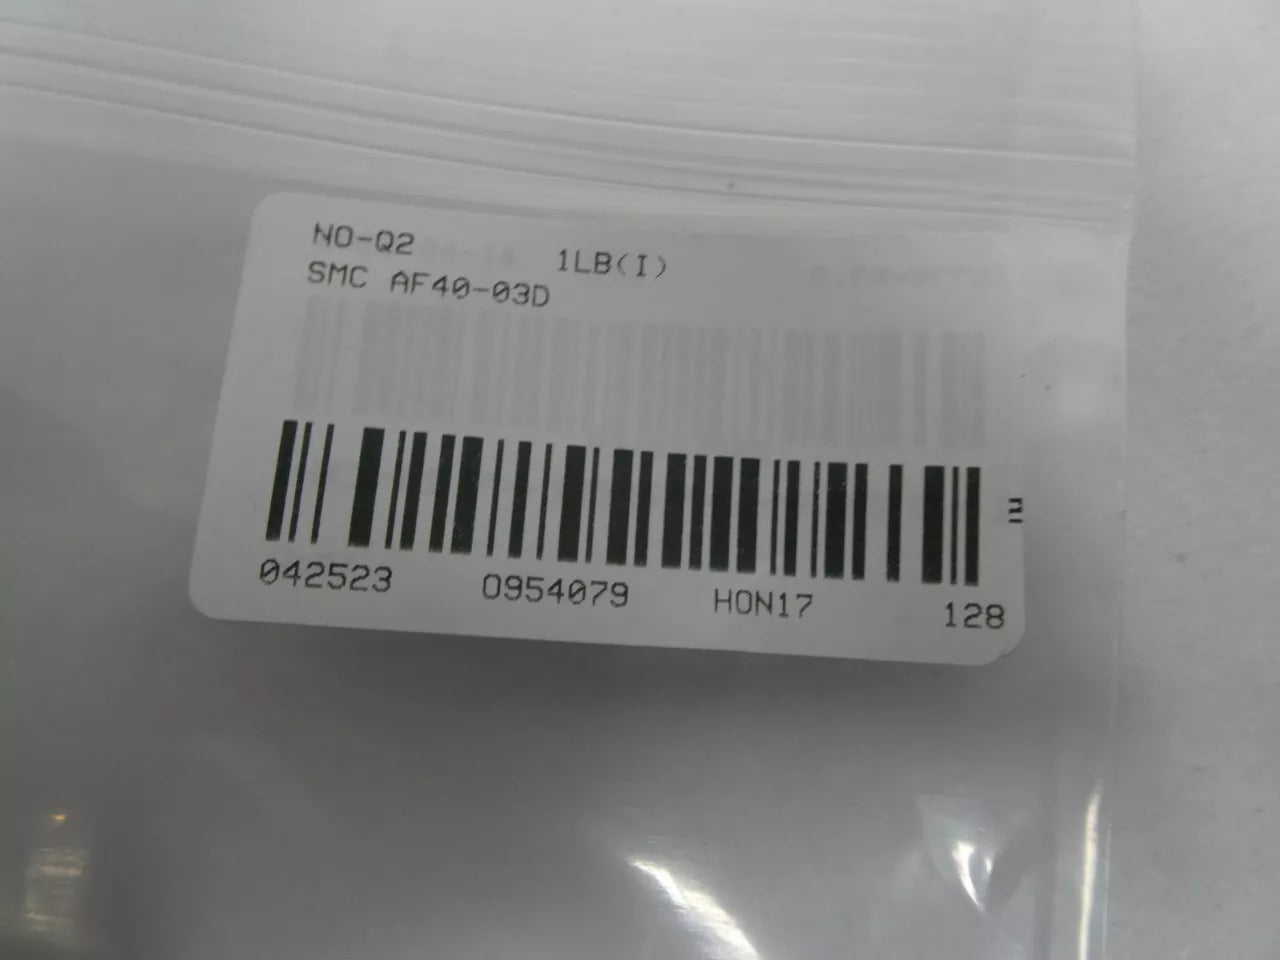 NO-Q2 1LB(I)
SMC AF40-03D
042523 0954079 HON17 128